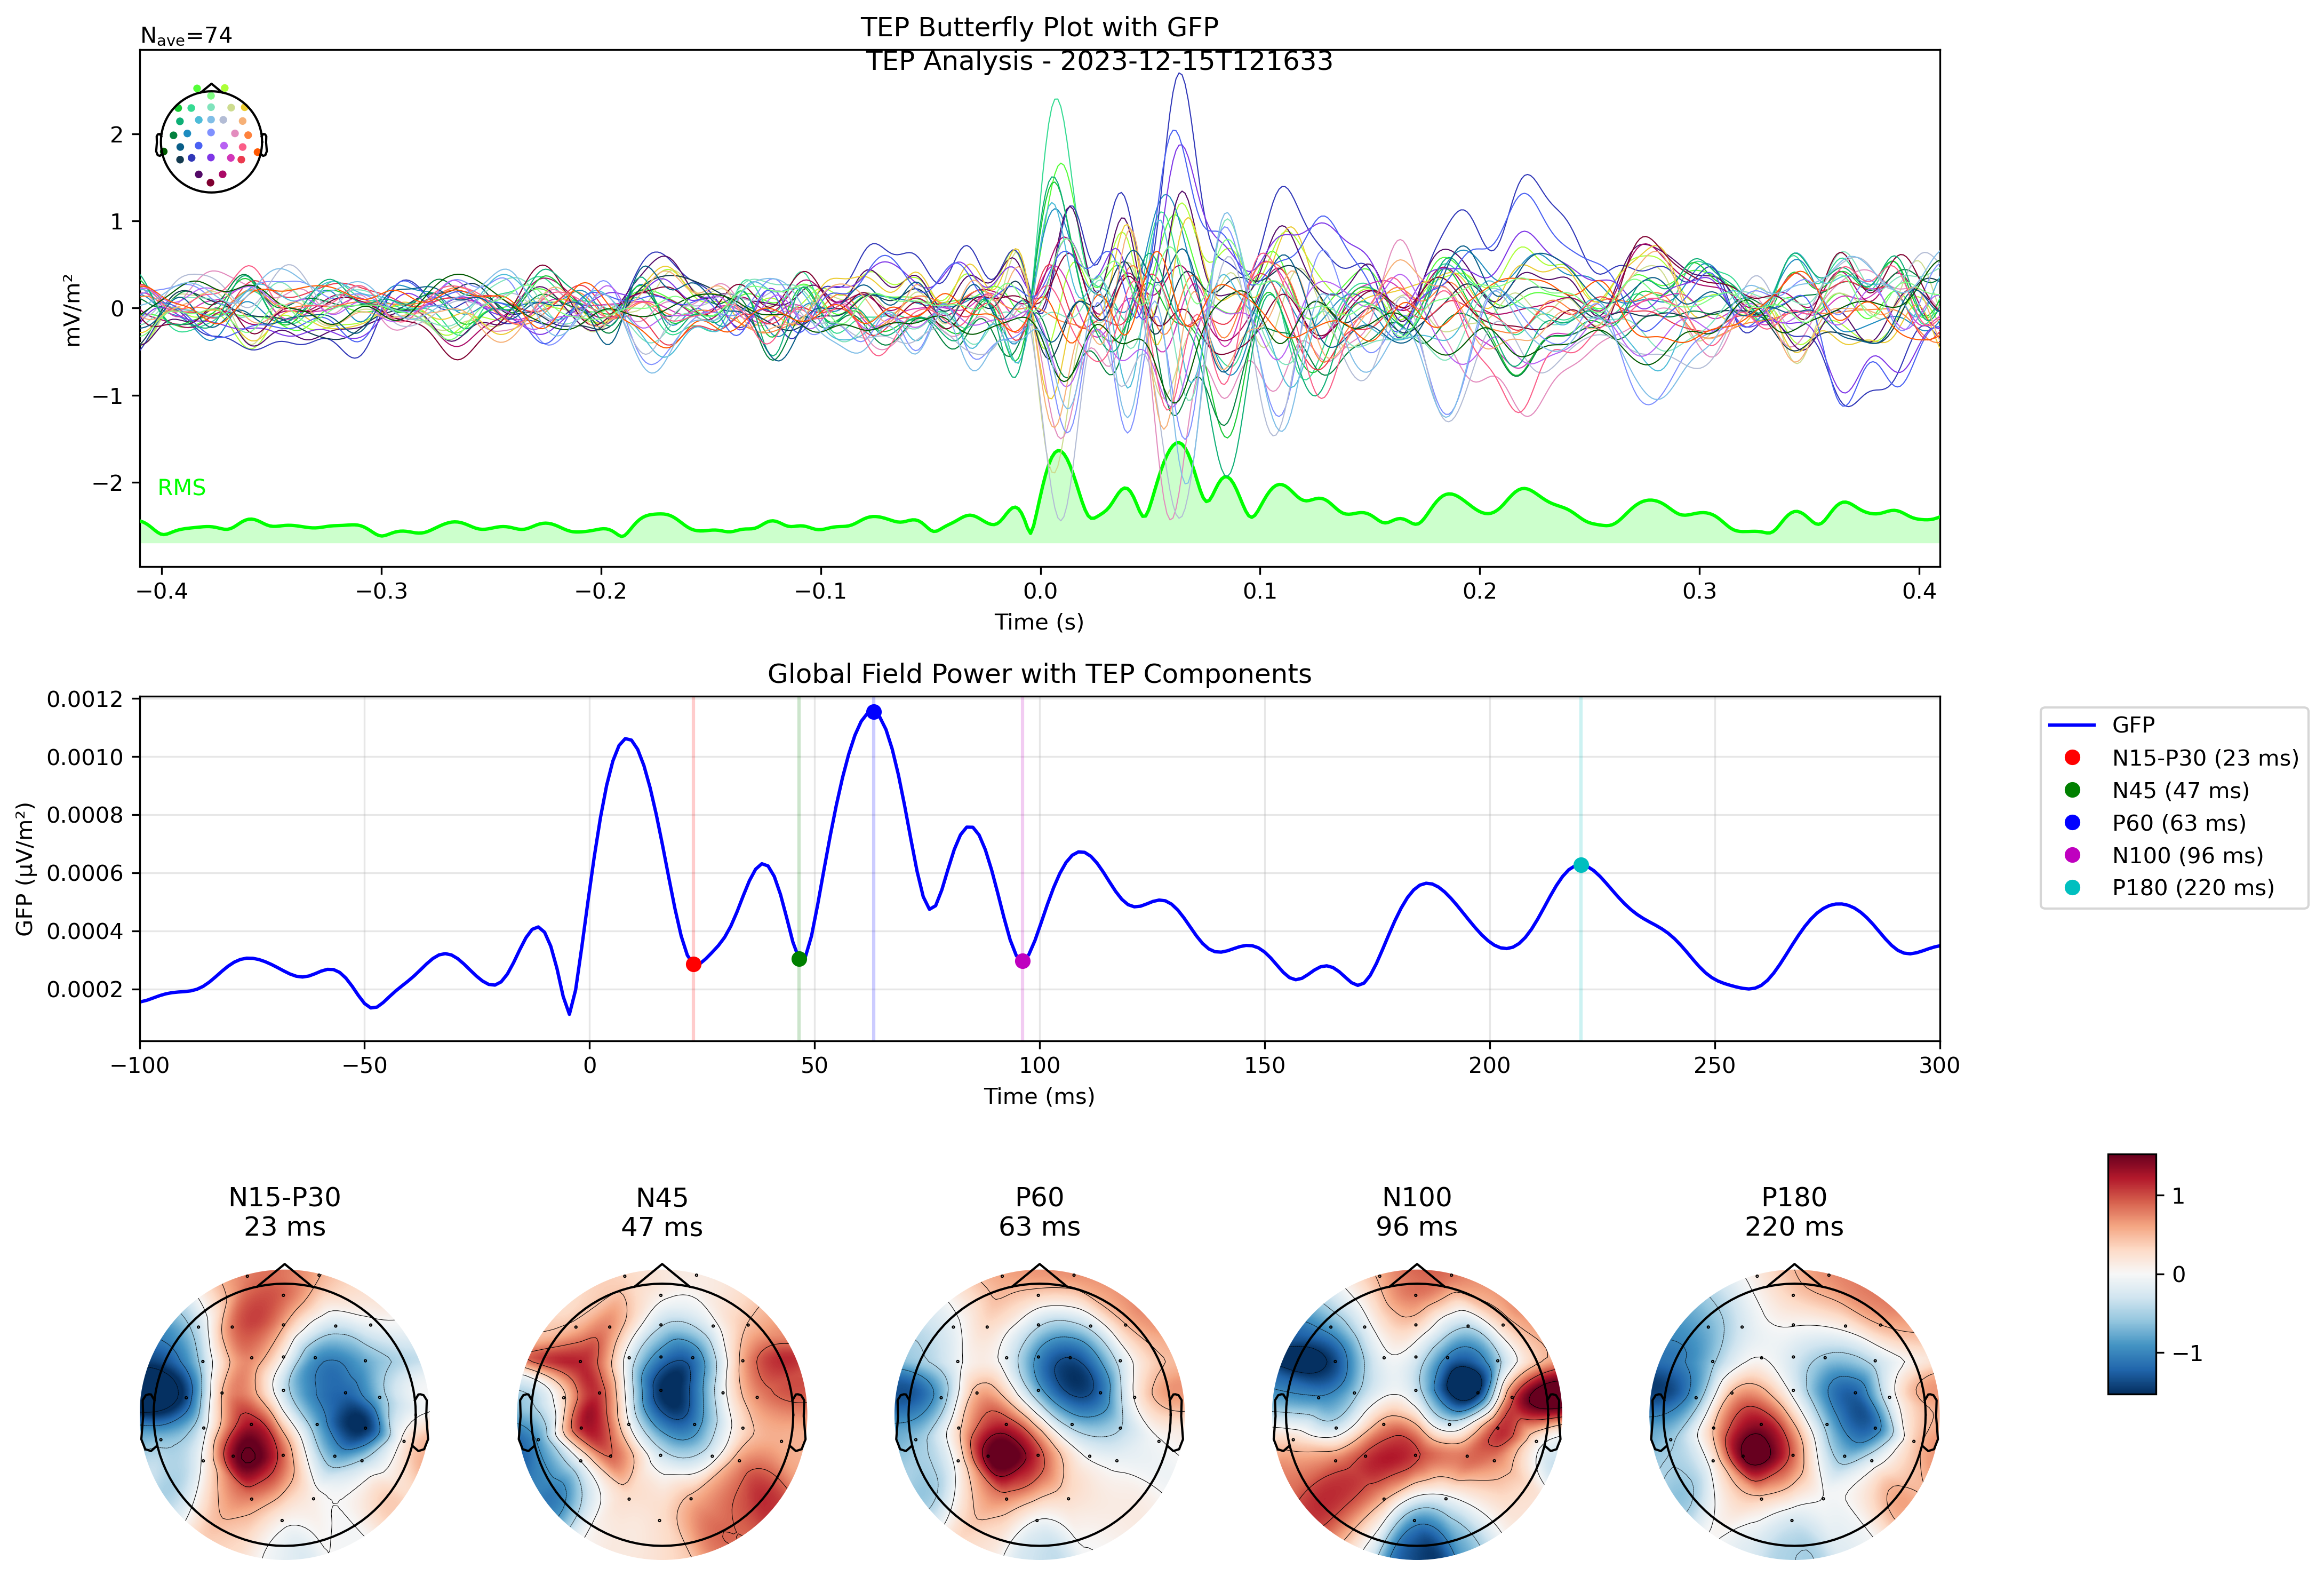 TEP Butterfly Plot with GFP
Nave=74
TEP Analysis - 2023-12-15T121633
mV/m²
2
1
0
−1
−2
RMS
−0.4 −0.3 −0.2 −0.1 0.0 0.1 0.2 0.3 0.4
Time (s)
Global Field Power with TEP Components
GFP (µV/m²)
0.0012
0.0010
0.0008
0.0006
0.0004
0.0002
−100 −50 0 50 100 150 200 250 300
Time (ms)
GFP
N15-P30 (23 ms)
N45 (47 ms)
P60 (63 ms)
N100 (96 ms)
P180 (220 ms)
N15-P30
23 ms
N45
47 ms
P60
63 ms
N100
96 ms
P180
220 ms
1
0
−1